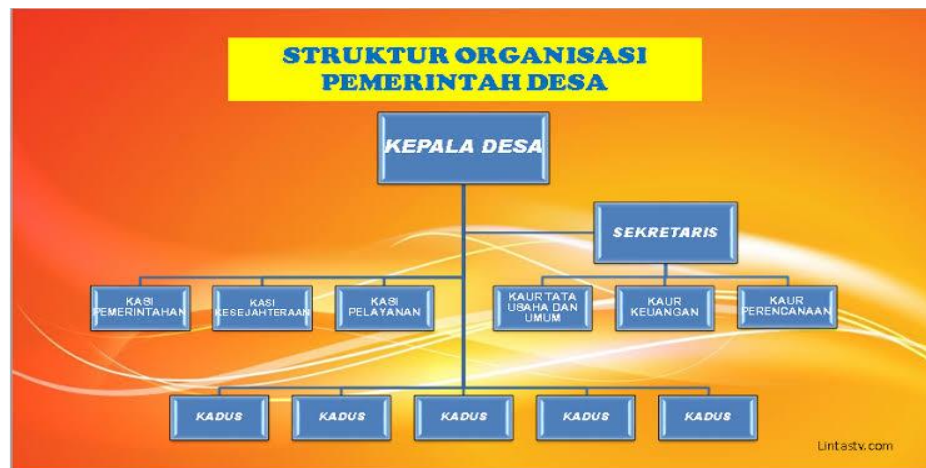 STRUKTUR ORGANISASI
PEMERINTAH DESA
KEPALA DESA
SEKRETARIS
KASI
PEMERINTAHAN
KASI
KESEJAHTERAAN
KASI
PELAYANAN
KAUR TATA
USAHA DAN
UMUM
KAUR
KEUANGAN
KAUR
PERENCANAAN
KADUS
KADUS
KADUS
KADUS
KADUS
Lintastv.com